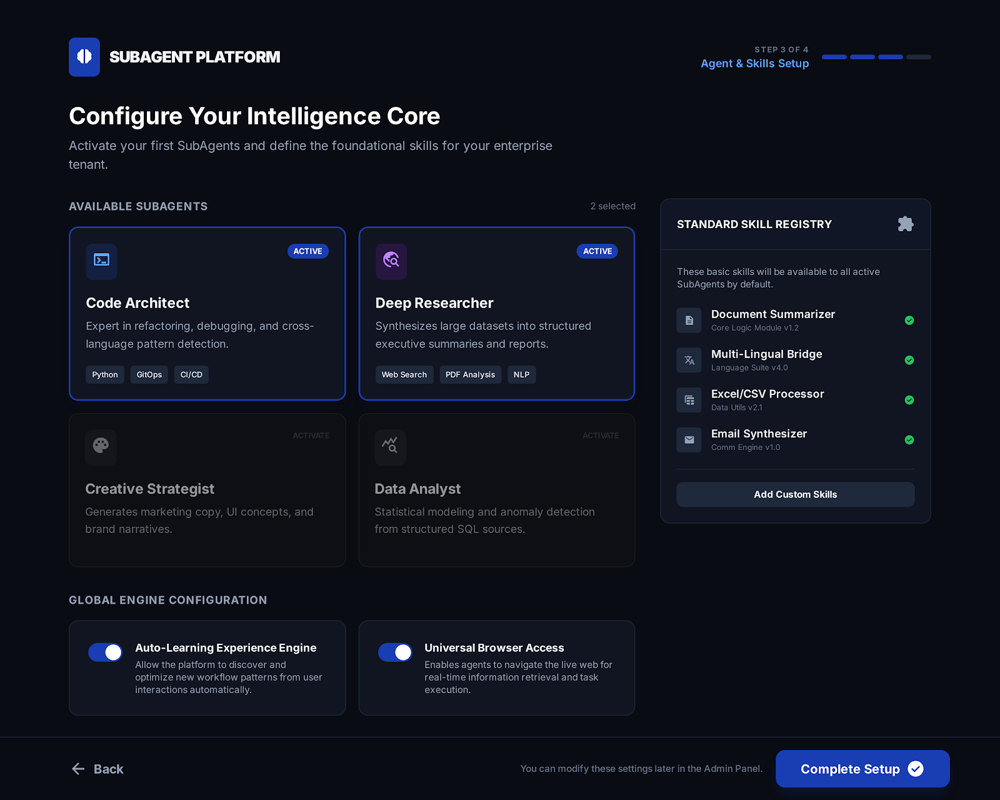 SUBAGENT PLATFORM
STEP 3 OF 4
Agent & Skills Setup
Configure Your Intelligence Core
Activate your first SubAgents and define the foundational skills for your enterprise
tenant.
AVAILABLE SUBAGENTS
2 selected
ACTIVE
Code Architect
Expert in refactoring, debugging, and cross-
language pattern detection.
Python
GitOps
CI/CD
ACTIVE
Deep Researcher
Synthesizes large datasets into structured
executive summaries and reports.
Web Search
PDF Analysis
NLP
ACTIVATE
Creative Strategist
Generates marketing copy, UI concepts, and
brand narratives.
ACTIVATE
Data Analyst
Statistical modeling and anomaly detection
from structured SQL sources.
STANDARD SKILL REGISTRY
These basic skills will be available to all active
SubAgents by default.
Document Summarizer
Core Logic Module v1.2
Multi-Lingual Bridge
Language Suite v4.0
Excel/CSV Processor
Data Utils v2.1
Email Synthesizer
Comm Engine v1.0
Add Custom Skills
GLOBAL ENGINE CONFIGURATION
Auto-Learning Experience Engine
Allow the platform to discover and
optimize new workflow patterns from user
interactions automatically.
Universal Browser Access
Enables agents to navigate the live web for
real-time information retrieval and task
execution.
Back
You can modify these settings later in the Admin Panel.
Complete Setup